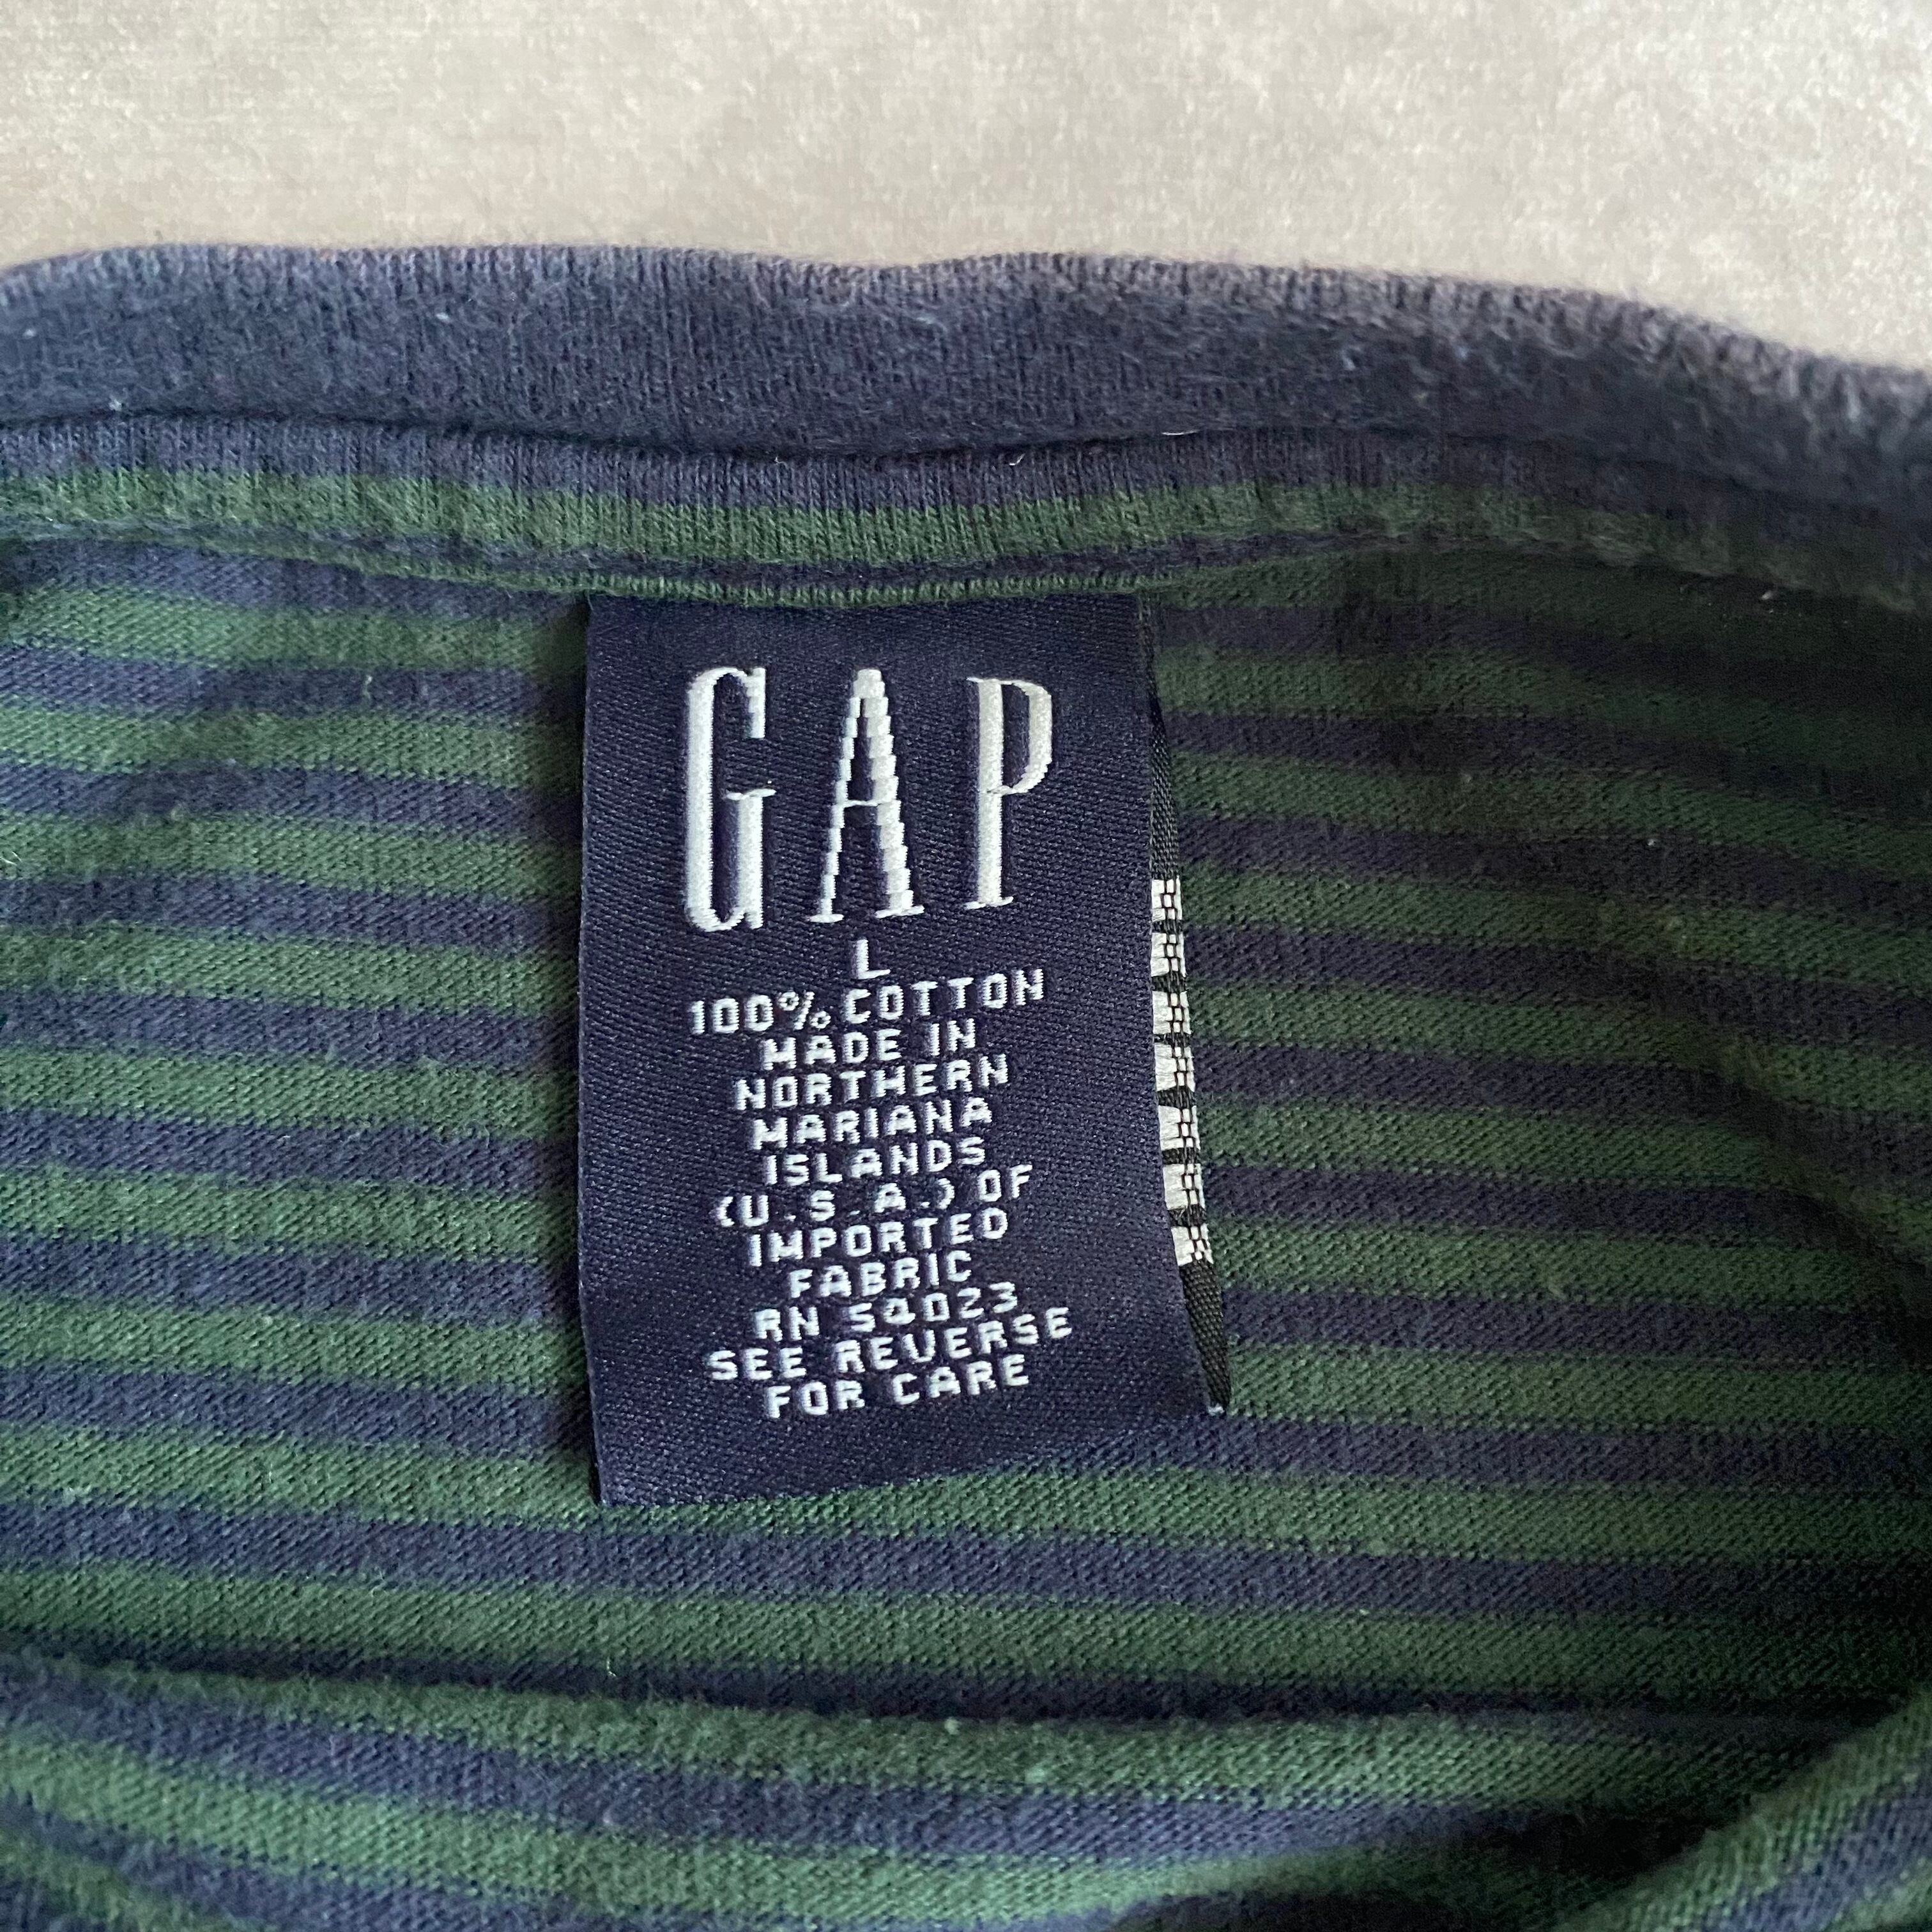 GAP
L
100% COTTON
MADE IN
NORTHERN
MARIANA
ISLANDS
(U.S.A.) OF
IMPORTED
FABRIC
RN 54023
SEE REVERSE
FOR CARE